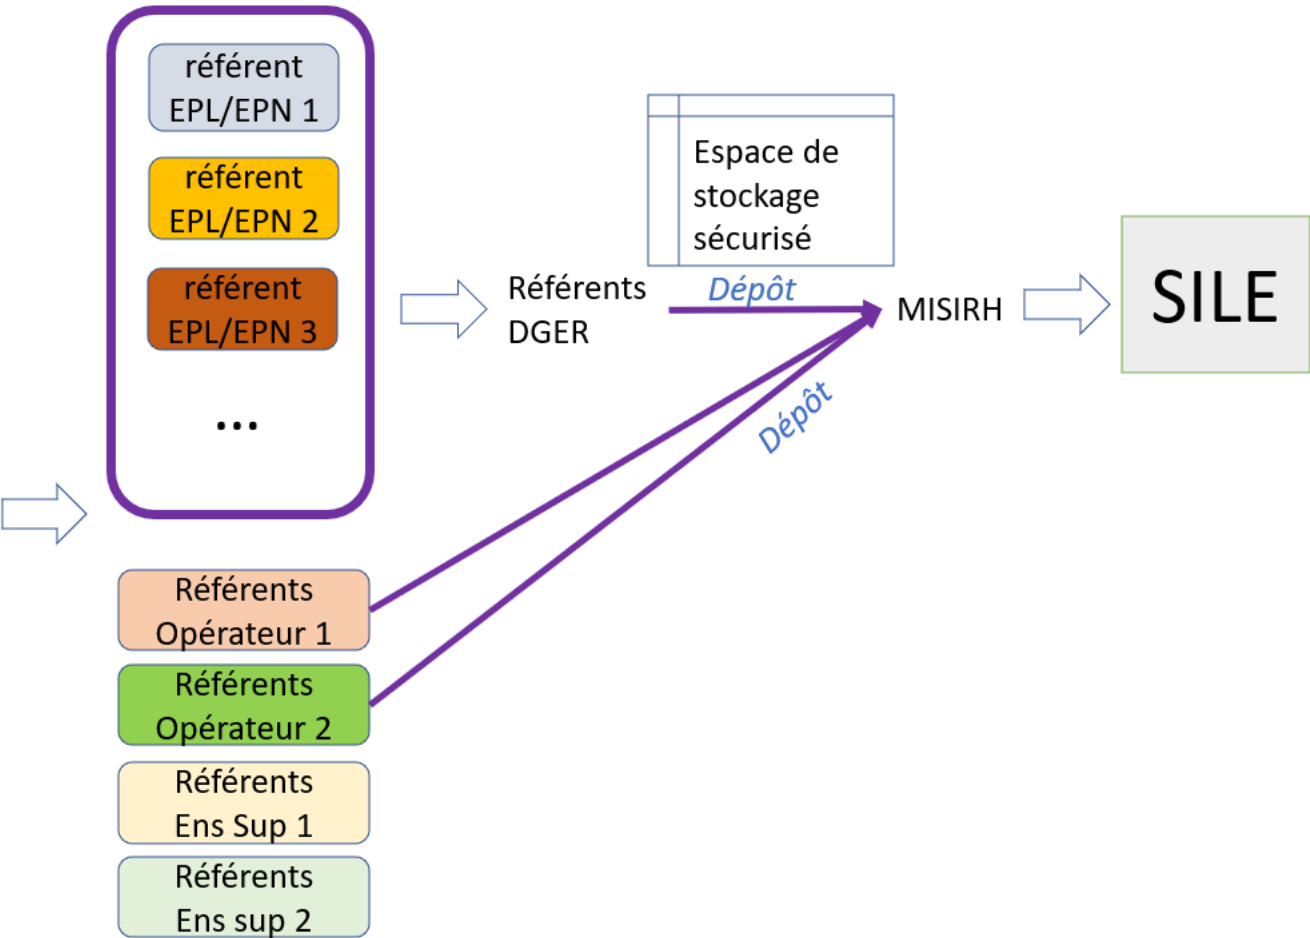 référent
EPL/EPN 1
référent
EPL/EPN 2
référent
EPL/EPN 3
...
Référents
DGER
Espace de
stockage
sécurisé
Dépôt
MISIRH
SILE
Dépôt
Référents
Opérateur 1
Référents
Opérateur 2
Référents
Ens Sup 1
Référents
Ens sup 2